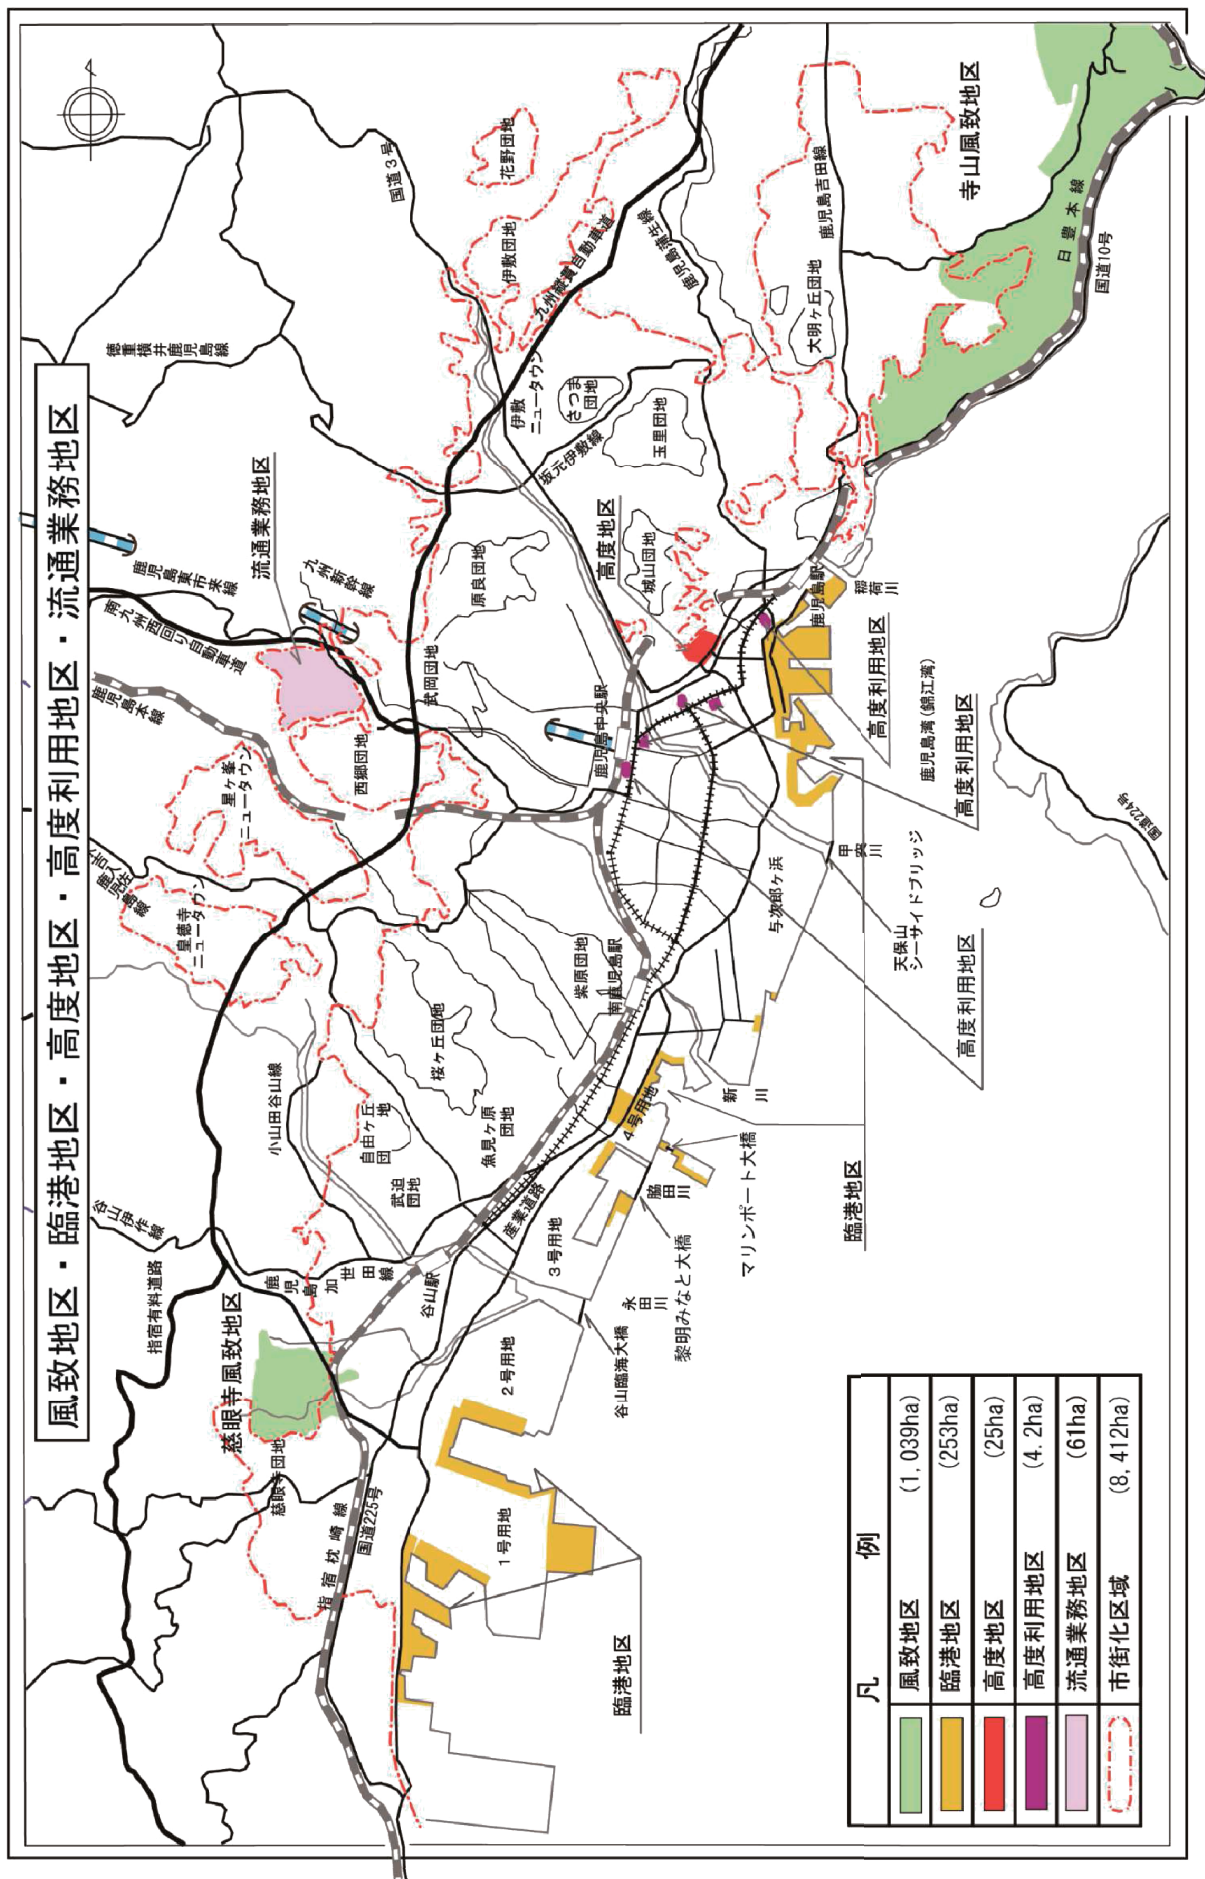 風致地区・臨港地区・高度地区・高度利用地区・流通業務地区
花野団地
国道3号
伊敷団地
九州縦貫自動車道
鹿児島蒲生線
鹿児島吉田線
大明ヶ丘団地
寺山風致地区
日豊本線
国道10号
徳重横井鹿児島線
流通業務地区
鹿児島東市来線
南九州西回り自動車道
鹿児島本線
九州新幹線
伊敷
ニュータウン
さつま
団地
玉里団地
坂元伊敷線
原良団地
高度地区
城山団地
武岡団地
西郷団地
星ヶ峯
ニュータウン
皇徳寺
ニュータウン
鹿児島中央駅
鹿児島駅
稲荷川
高度利用地区
鹿児島湾(錦江湾)
高度利用地区
国道224号
甲突川
天保山
シーサイドブリッジ
与次郎ヶ浜
高度利用地区
紫原団地
南鹿児島駅
桜ヶ丘団地
魚見ヶ原
団地
小山田谷山線
自由ヶ丘
団地
武迫
団地
産業道路
新川
4号用地
脇田川
マリンポート大橋
臨港地区
3号用地
黎明みなと大橋
永田川
谷山臨海大橋
谷山伊作線
指宿有料道路
鹿児島加世田線
谷山駅
慈眼寺風致地区
慈眼寺団地
2号用地
1号用地
国道225号
指宿枕崎線
臨港地区
凡例
風致地区 (1,039ha)
臨港地区 (253ha)
高度地区 (25ha)
高度利用地区 (4.2ha)
流通業務地区 (61ha)
市街化区域 (8,412ha)